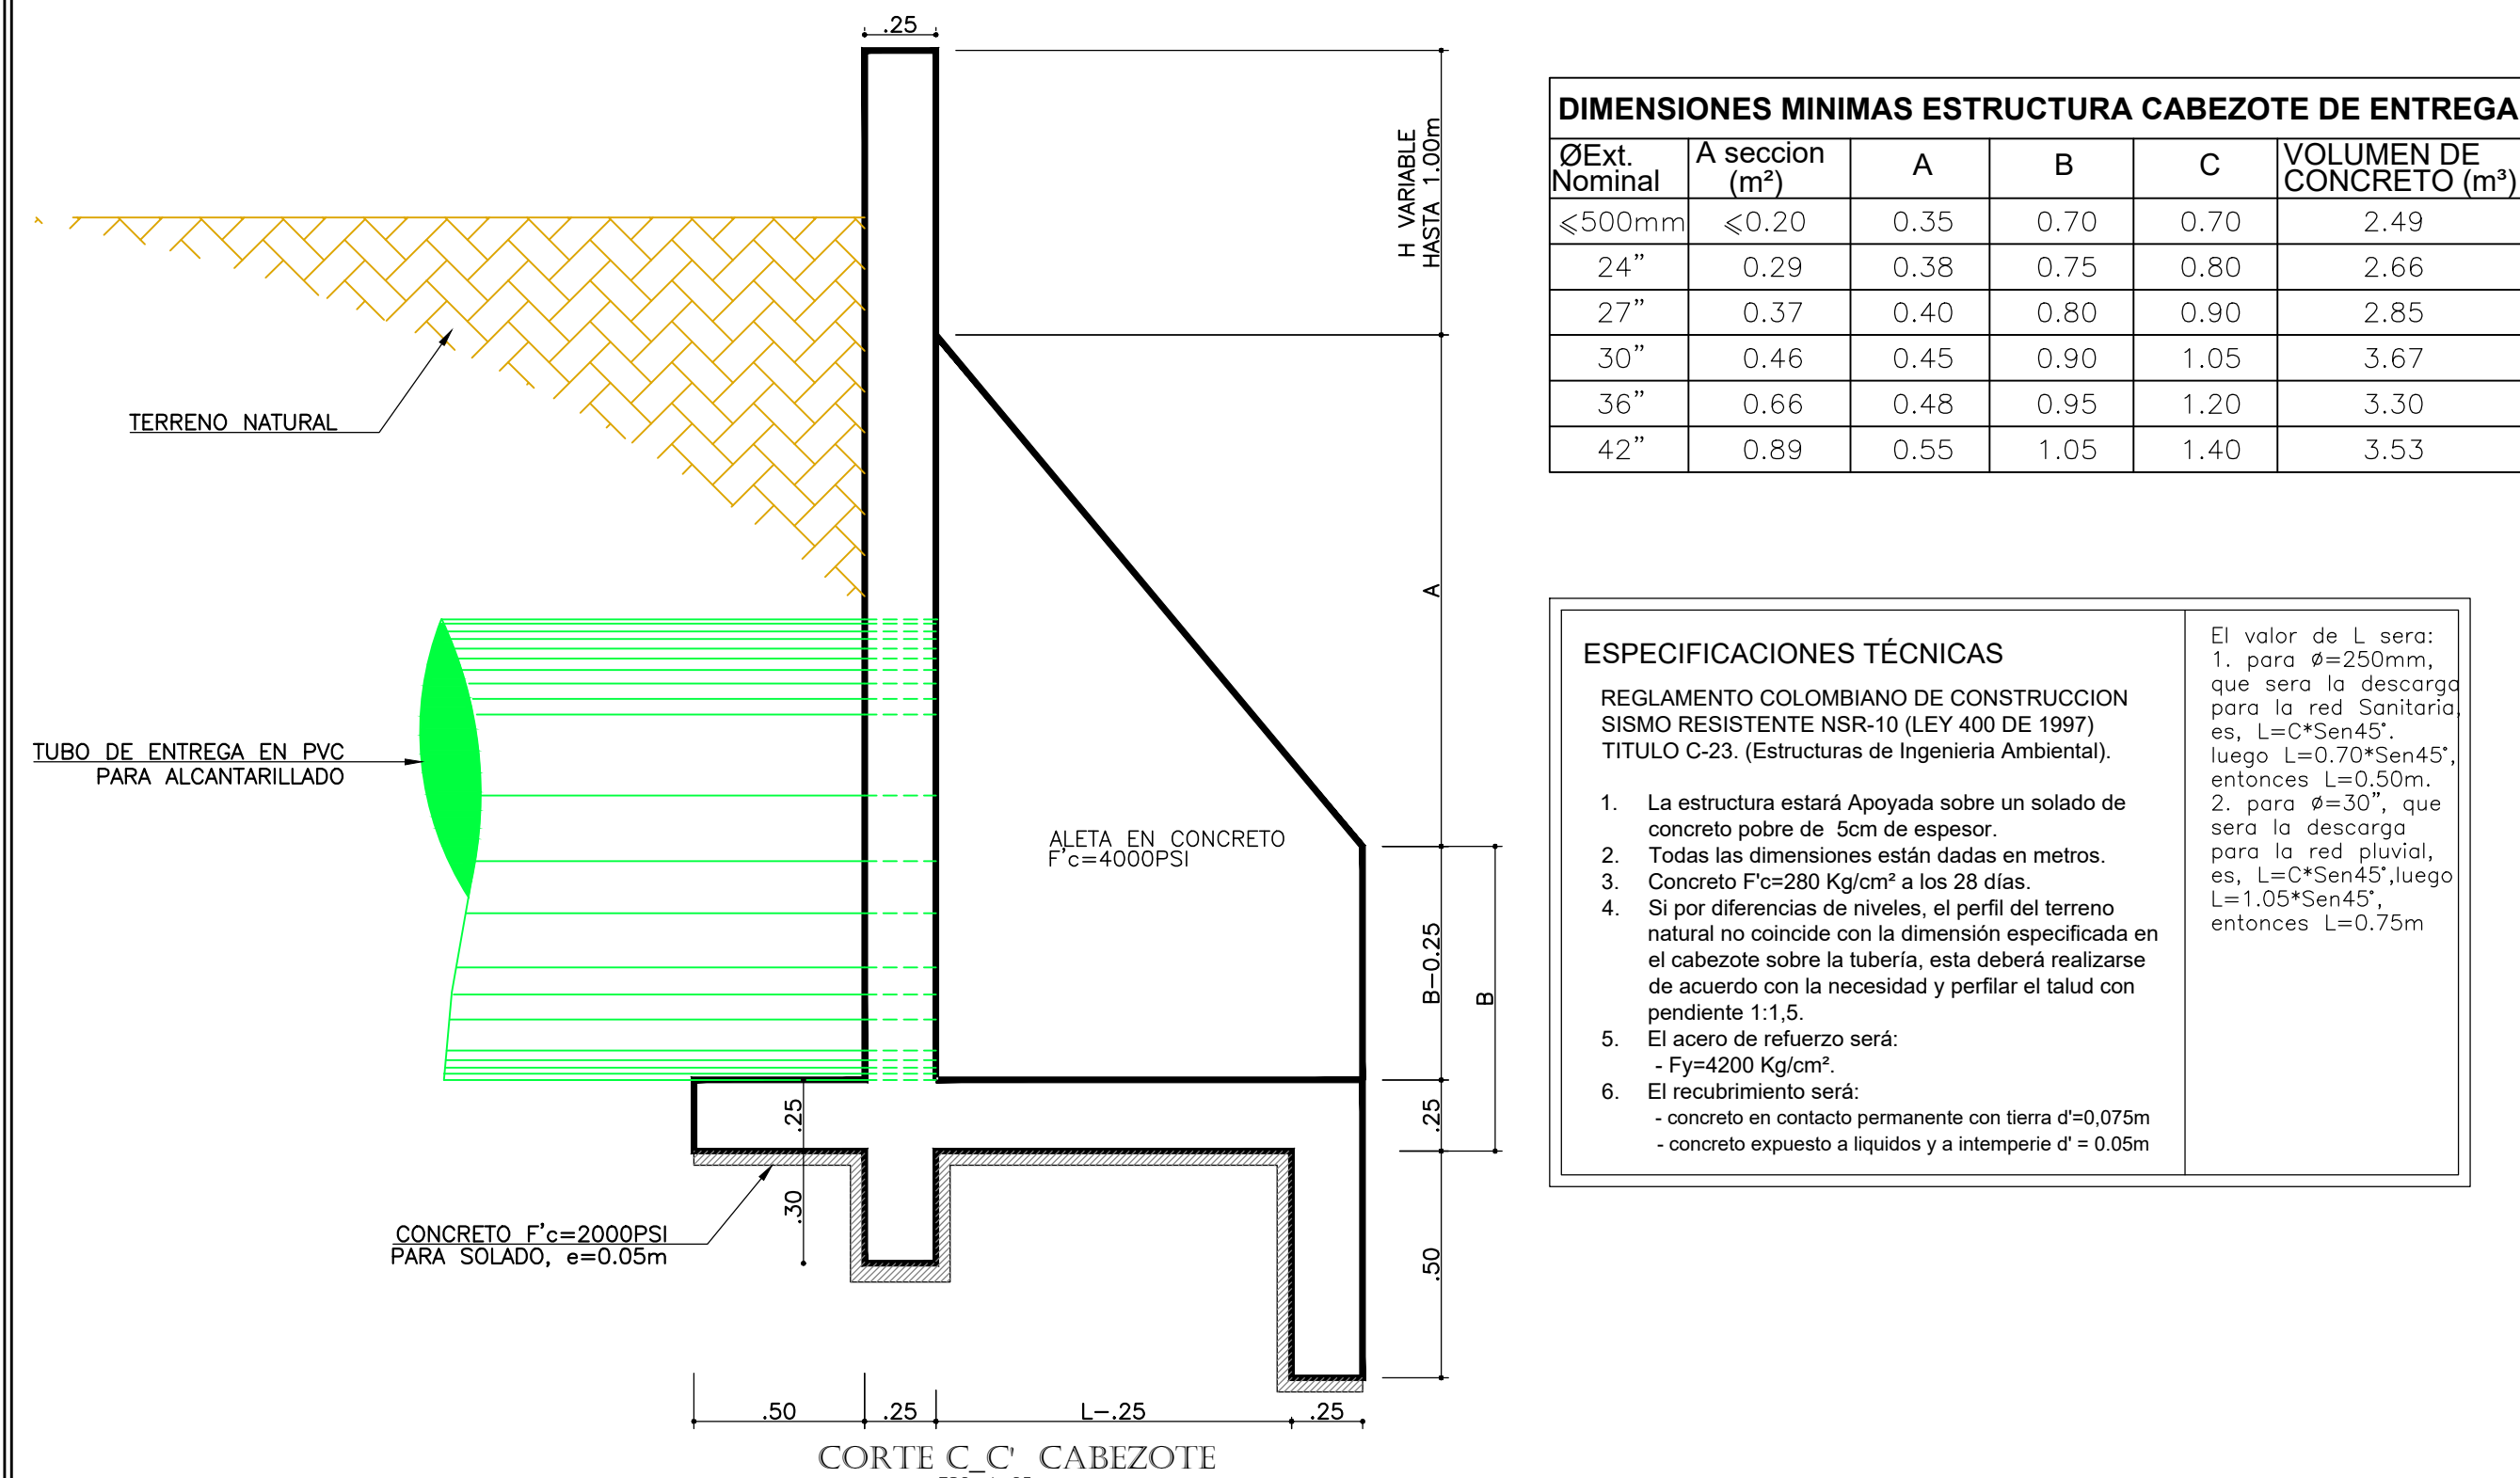 .25
H VARIABLE
HASTA 1.00m
TERRENO NATURAL
A
TUBO DE ENTREGA EN PVC
PARA ALCANTARILLADO
ALETA EN CONCRETO
F'c=4000PSI
B-0.25
B
.25
.25
.30
CONCRETO F'c=2000PSI
PARA SOLADO, e=0.05m
.50
.50
.25
L-.25
.25
CORTE C_C' CABEZOTE
DIMENSIONES MINIMAS ESTRUCTURA CABEZOTE DE ENTREGA
ØExt. Nominal | A seccion (m²) | A | B | C | VOLUMEN DE CONCRETO (m³)
⩽500mm | ⩽0.20 | 0.35 | 0.70 | 0.70 | 2.49
24” | 0.29 | 0.38 | 0.75 | 0.80 | 2.66
27” | 0.37 | 0.40 | 0.80 | 0.90 | 2.85
30” | 0.46 | 0.45 | 0.90 | 1.05 | 3.67
36” | 0.66 | 0.48 | 0.95 | 1.20 | 3.30
42” | 0.89 | 0.55 | 1.05 | 1.40 | 3.53
ESPECIFICACIONES TÉCNICAS
REGLAMENTO COLOMBIANO DE CONSTRUCCION
SISMO RESISTENTE NSR-10 (LEY 400 DE 1997)
TITULO C-23. (Estructuras de Ingenieria Ambiental).
1. La estructura estará Apoyada sobre un solado de
concreto pobre de 5cm de espesor.
2. Todas las dimensiones están dadas en metros.
3. Concreto F'c=280 Kg/cm² a los 28 días.
4. Si por diferencias de niveles, el perfil del terreno
natural no coincide con la dimensión especificada en
el cabezote sobre la tubería, esta deberá realizarse
de acuerdo con la necesidad y perfilar el talud con
pendiente 1:1,5.
5. El acero de refuerzo será:
- Fy=4200 Kg/cm².
6. El recubrimiento será:
- concreto en contacto permanente con tierra d'=0,075m
- concreto expuesto a liquidos y a intemperie d' = 0.05m
El valor de L sera:
1. para ø=250mm,
que sera la descarga
para la red Sanitaria,
es, L=C*Sen45°.
luego L=0.70*Sen45°,
entonces L=0.50m.
2. para ø=30”, que
sera la descarga
para la red pluvial,
es, L=C*Sen45°,luego
L=1.05*Sen45°,
entonces L=0.75m